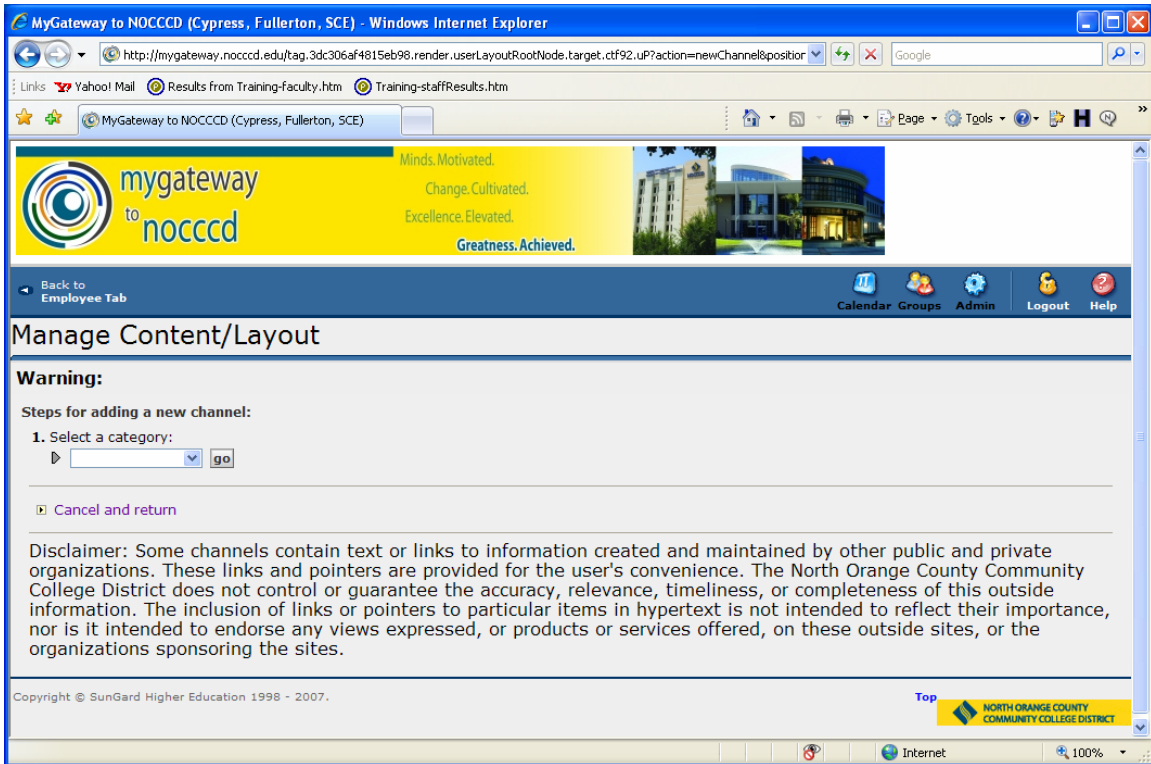 MyGateway to NOCCCD (Cypress, Fullerton, SCE) - Windows Internet Explorer
http://mygateway.nocccd.edu/tag.3dc306af4815eb98.render.userLayoutRootNode.target.ctf92.uP?action=newChannel&position
Google
Links Yahoo! Mail Results from Training-faculty.htm Training-staffResults.htm
MyGateway to NOCCCD (Cypress, Fullerton, SCE) Page Tools H »
mygateway
to
nocccd
Minds. Motivated.
Change. Cultivated.
Excellence. Elevated.
Greatness. Achieved.
Back to
Employee Tab
Calendar Groups Admin Logout Help
Manage Content/Layout
Warning:
Steps for adding a new channel:
1. Select a category:
go
Cancel and return
Disclaimer: Some channels contain text or links to information created and maintained by other public and private
organizations. These links and pointers are provided for the user's convenience. The North Orange County Community
College District does not control or guarantee the accuracy, relevance, timeliness, or completeness of this outside
information. The inclusion of links or pointers to particular items in hypertext is not intended to reflect their importance,
nor is it intended to endorse any views expressed, or products or services offered, on these outside sites, or the
organizations sponsoring the sites.
Copyright © SunGard Higher Education 1998 - 2007.
Top
NORTH ORANGE COUNTY
COMMUNITY COLLEGE DISTRICT
Internet 100%